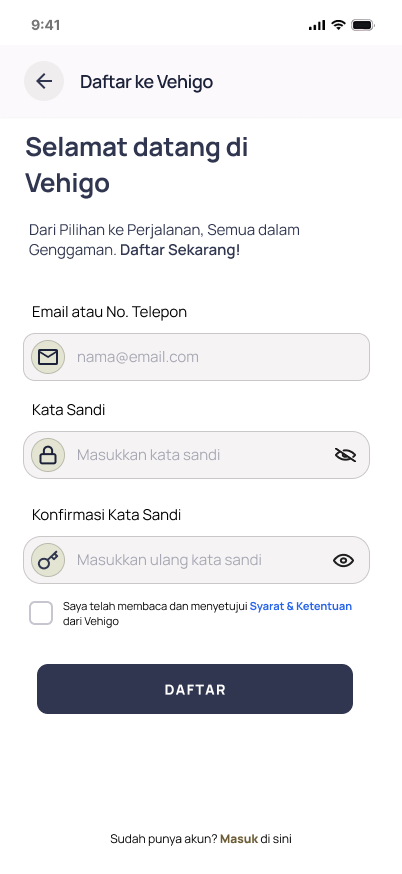 9:41
Daftar ke Vehigo
Selamat datang di
Vehigo
Dari Pilihan ke Perjalanan, Semua dalam
Genggaman. Daftar Sekarang!
Email atau No. Telepon
nama@email.com
Kata Sandi
Masukkan kata sandi
Konfirmasi Kata Sandi
Masukkan ulang kata sandi
Saya telah membaca dan menyetujui Syarat & Ketentuan
dari Vehigo
DAFTAR
Sudah punya akun? Masuk di sini